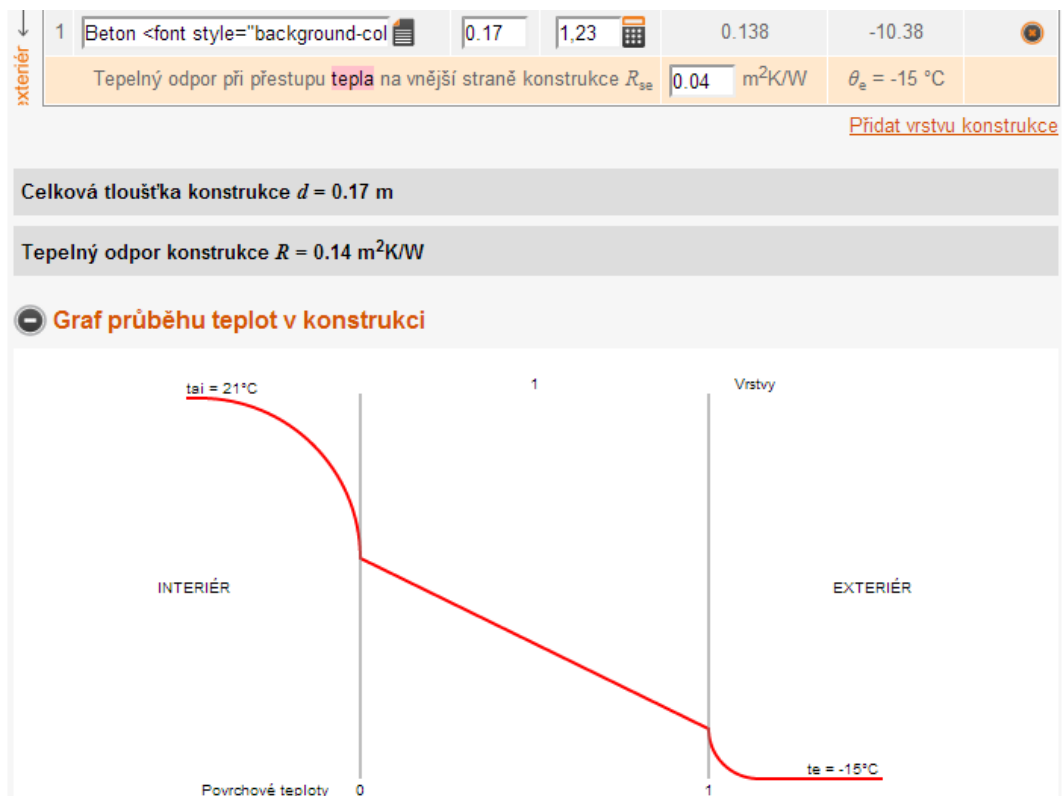 1 Beton <font style="background-col 0.17 1,23 0.138 -10.38
Tepelný odpor při přestupu tepla na vnější straně konstrukce Rse 0.04 m²K/W θe = -15 °C
Přidat vrstvu konstrukce
Celková tloušťka konstrukce d = 0.17 m
Tepelný odpor konstrukce R = 0.14 m²K/W
Graf průběhu teplot v konstrukci
tai = 21°C 1 Vrstvy
INTERIÉR EXTERIÉR
te = -15°C
Povrchové teploty 0 1